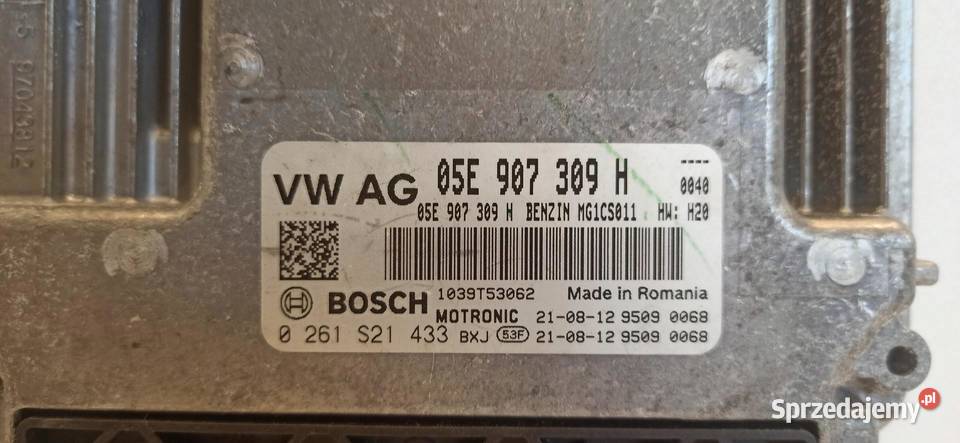 VW AG 05E 907 309 H ----
0040
05E 907 309 H BENZIN MG1CS011 HW: H20
BOSCH 1039T53062 Made in Romania
MOTRONIC 21-08-12 9509 0068
0 261 S21 433 BXJ 53F 21-08-12 9509 0068
Sprzedajemy.pl